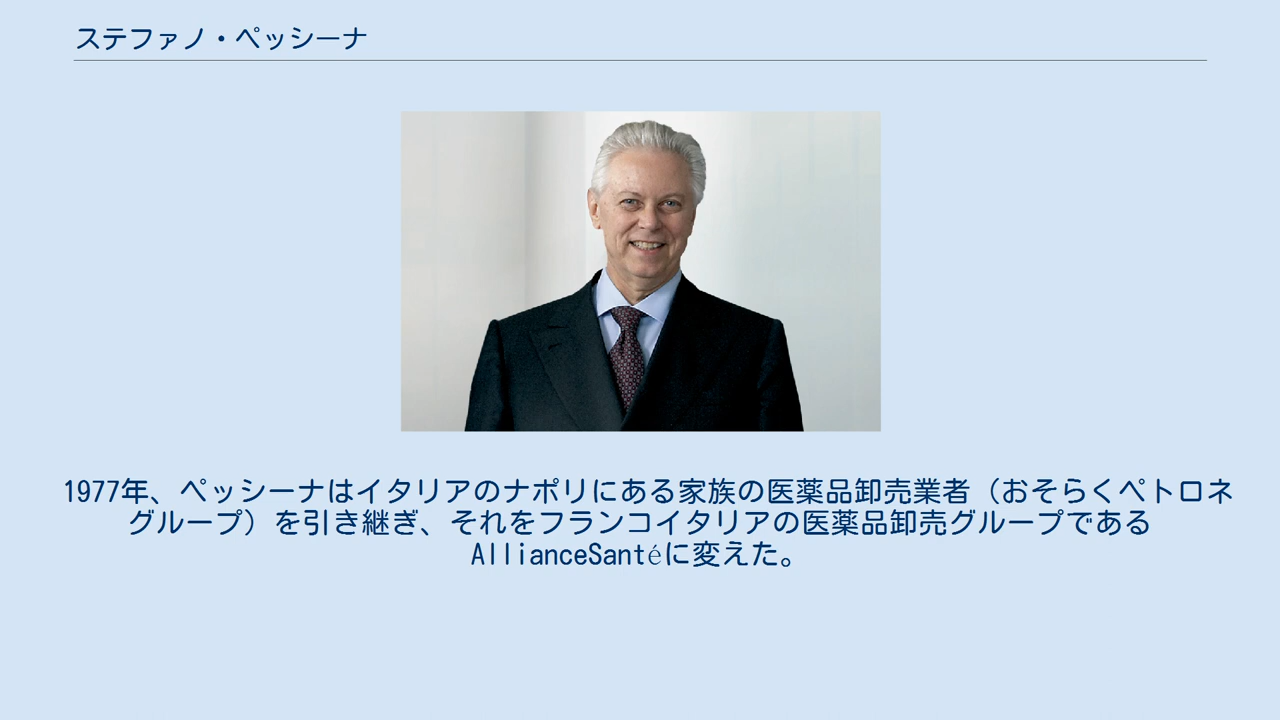 ステファノ・ペッシーナ
1977年、ペッシーナはイタリアのナポリにある家族の医薬品卸売業者（おそらくペトロネ
グループ）を引き継ぎ、それをフランコイタリアの医薬品卸売グループである
AllianceSantéに変えた。